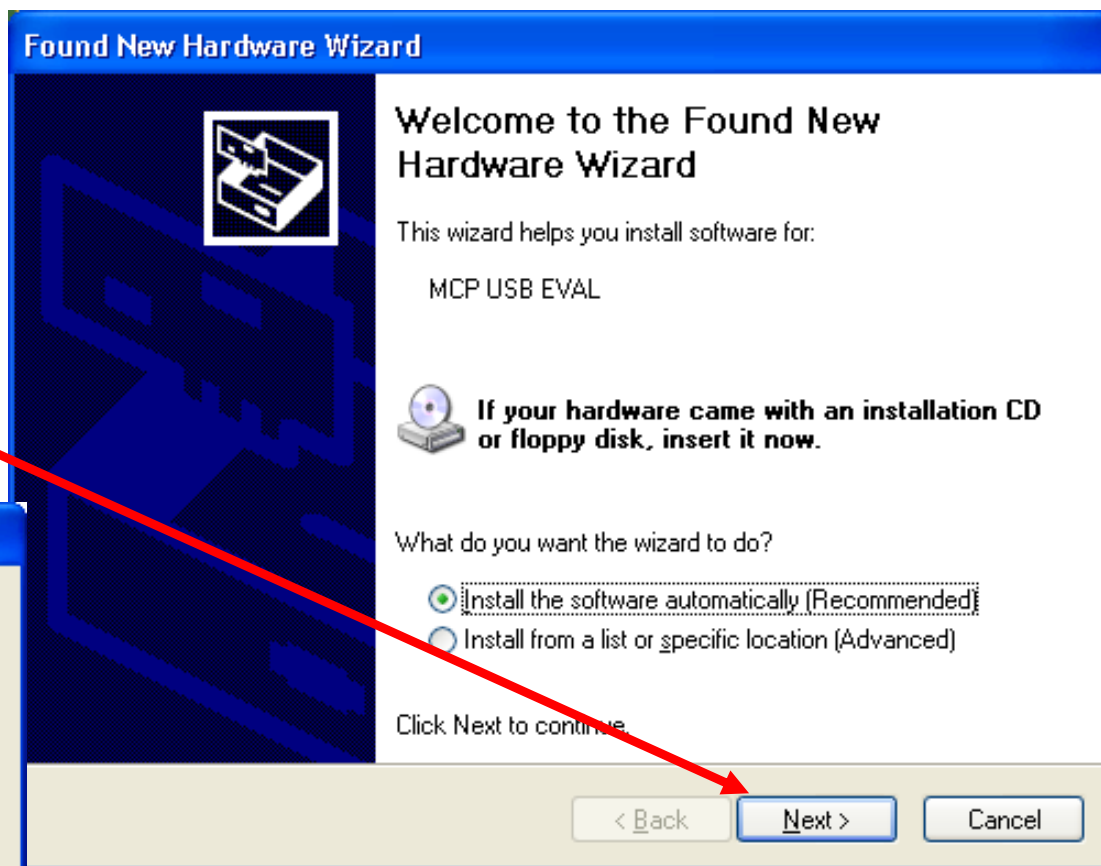 Found New Hardware Wizard
Welcome to the Found New
Hardware Wizard
This wizard helps you install software for:
MCP USB EVAL
If your hardware came with an installation CD
or floppy disk, insert it now.
What do you want the wizard to do?
Install the software automatically (Recommended)
Install from a list or specific location (Advanced)
Click Next to continue.
< Back
Next >
Cancel